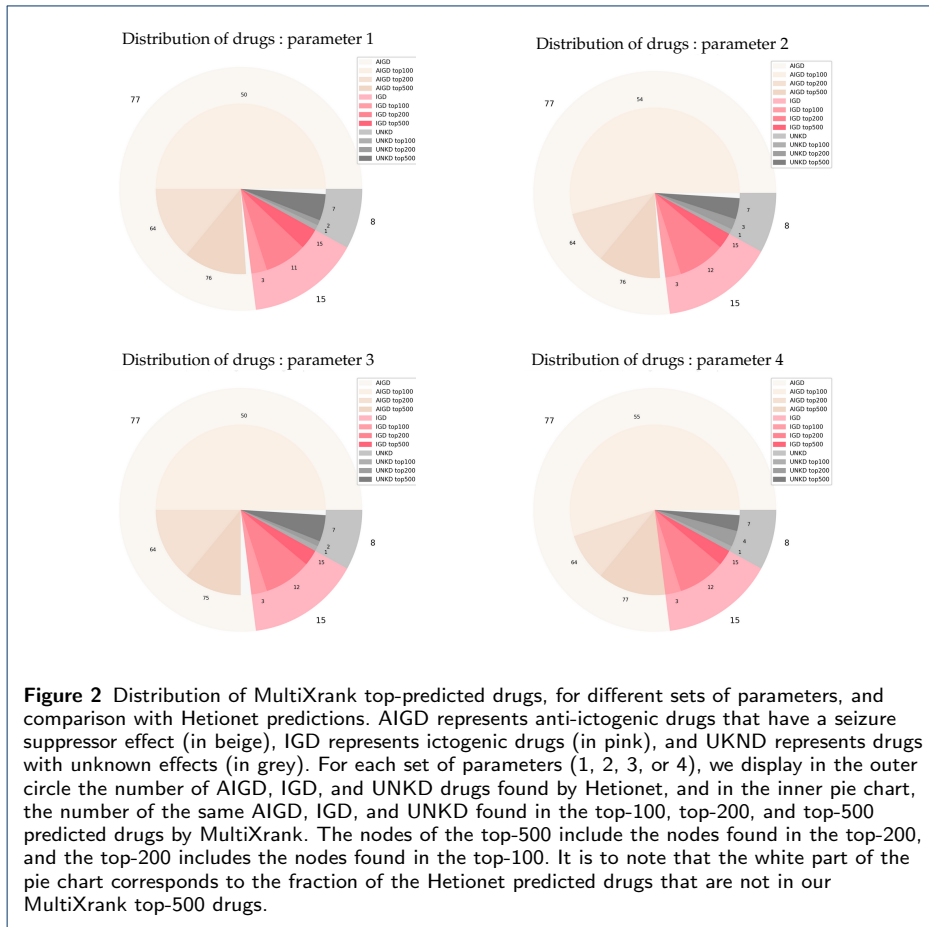 Distribution of drugs : parameter 1
AIGD
AIGD top100
AIGD top200
AIGD top500
IGD
IGD top100
IGD top200
IGD top500
UNKD
UNKD top100
UNKD top200
UNKD top500
77
50
64
76
3
11
15
1
2
7
8
15
Distribution of drugs : parameter 2
AIGD
AIGD top100
AIGD top200
AIGD top500
IGD
IGD top100
IGD top200
IGD top500
UNKD
UNKD top100
UNKD top200
UNKD top500
77
54
64
76
3
12
15
1
3
7
8
15
Distribution of drugs : parameter 3
AIGD
AIGD top100
AIGD top200
AIGD top500
IGD
IGD top100
IGD top200
IGD top500
UNKD
UNKD top100
UNKD top200
UNKD top500
77
50
64
75
3
12
15
1
2
7
8
15
Distribution of drugs : parameter 4
AIGD
AIGD top100
AIGD top200
AIGD top500
IGD
IGD top100
IGD top200
IGD top500
UNKD
UNKD top100
UNKD top200
UNKD top500
77
55
64
77
3
12
15
1
4
7
8
15
Figure 2 Distribution of MultiXrank top-predicted drugs, for different sets of parameters, and
comparison with Hetionet predictions. AIGD represents anti-ictogenic drugs that have a seizure
suppressor effect (in beige), IGD represents ictogenic drugs (in pink), and UKND represents drugs
with unknown effects (in grey). For each set of parameters (1, 2, 3, or 4), we display in the outer
circle the number of AIGD, IGD, and UNKD drugs found by Hetionet, and in the inner pie chart,
the number of the same AIGD, IGD, and UNKD found in the top-100, top-200, and top-500
predicted drugs by MultiXrank. The nodes of the top-500 include the nodes found in the top-200,
and the top-200 includes the nodes found in the top-100. It is to note that the white part of the
pie chart corresponds to the fraction of the Hetionet predicted drugs that are not in our
MultiXrank top-500 drugs.